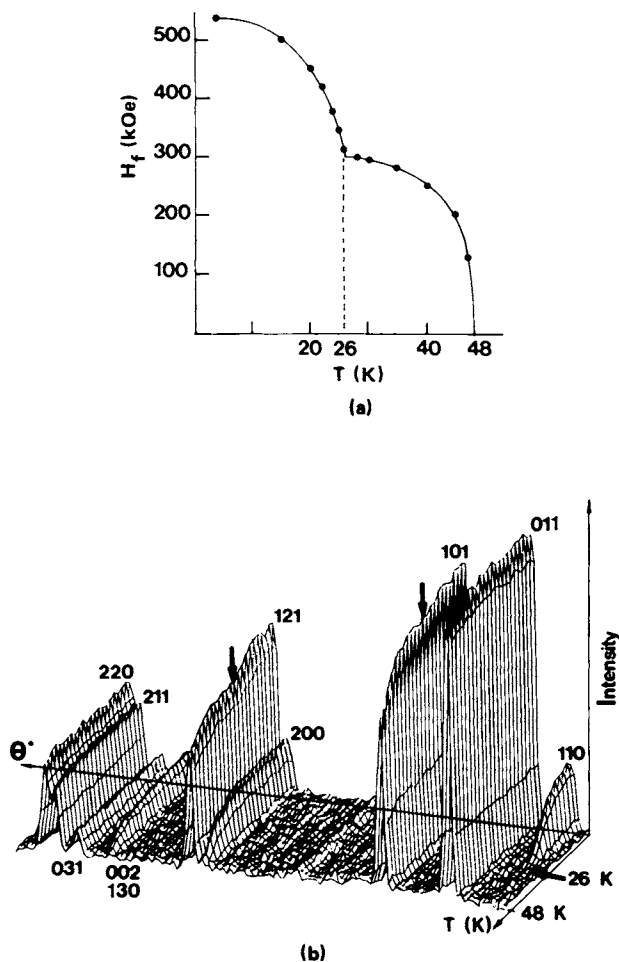 500
400
300
200
100
H_f (kOe)
20 26 40 48
T (K)
(a)
011
101
121
220
211
200
110
Intensity
Θ°
031
002
130
26 K
48 K
T (K)
(b)